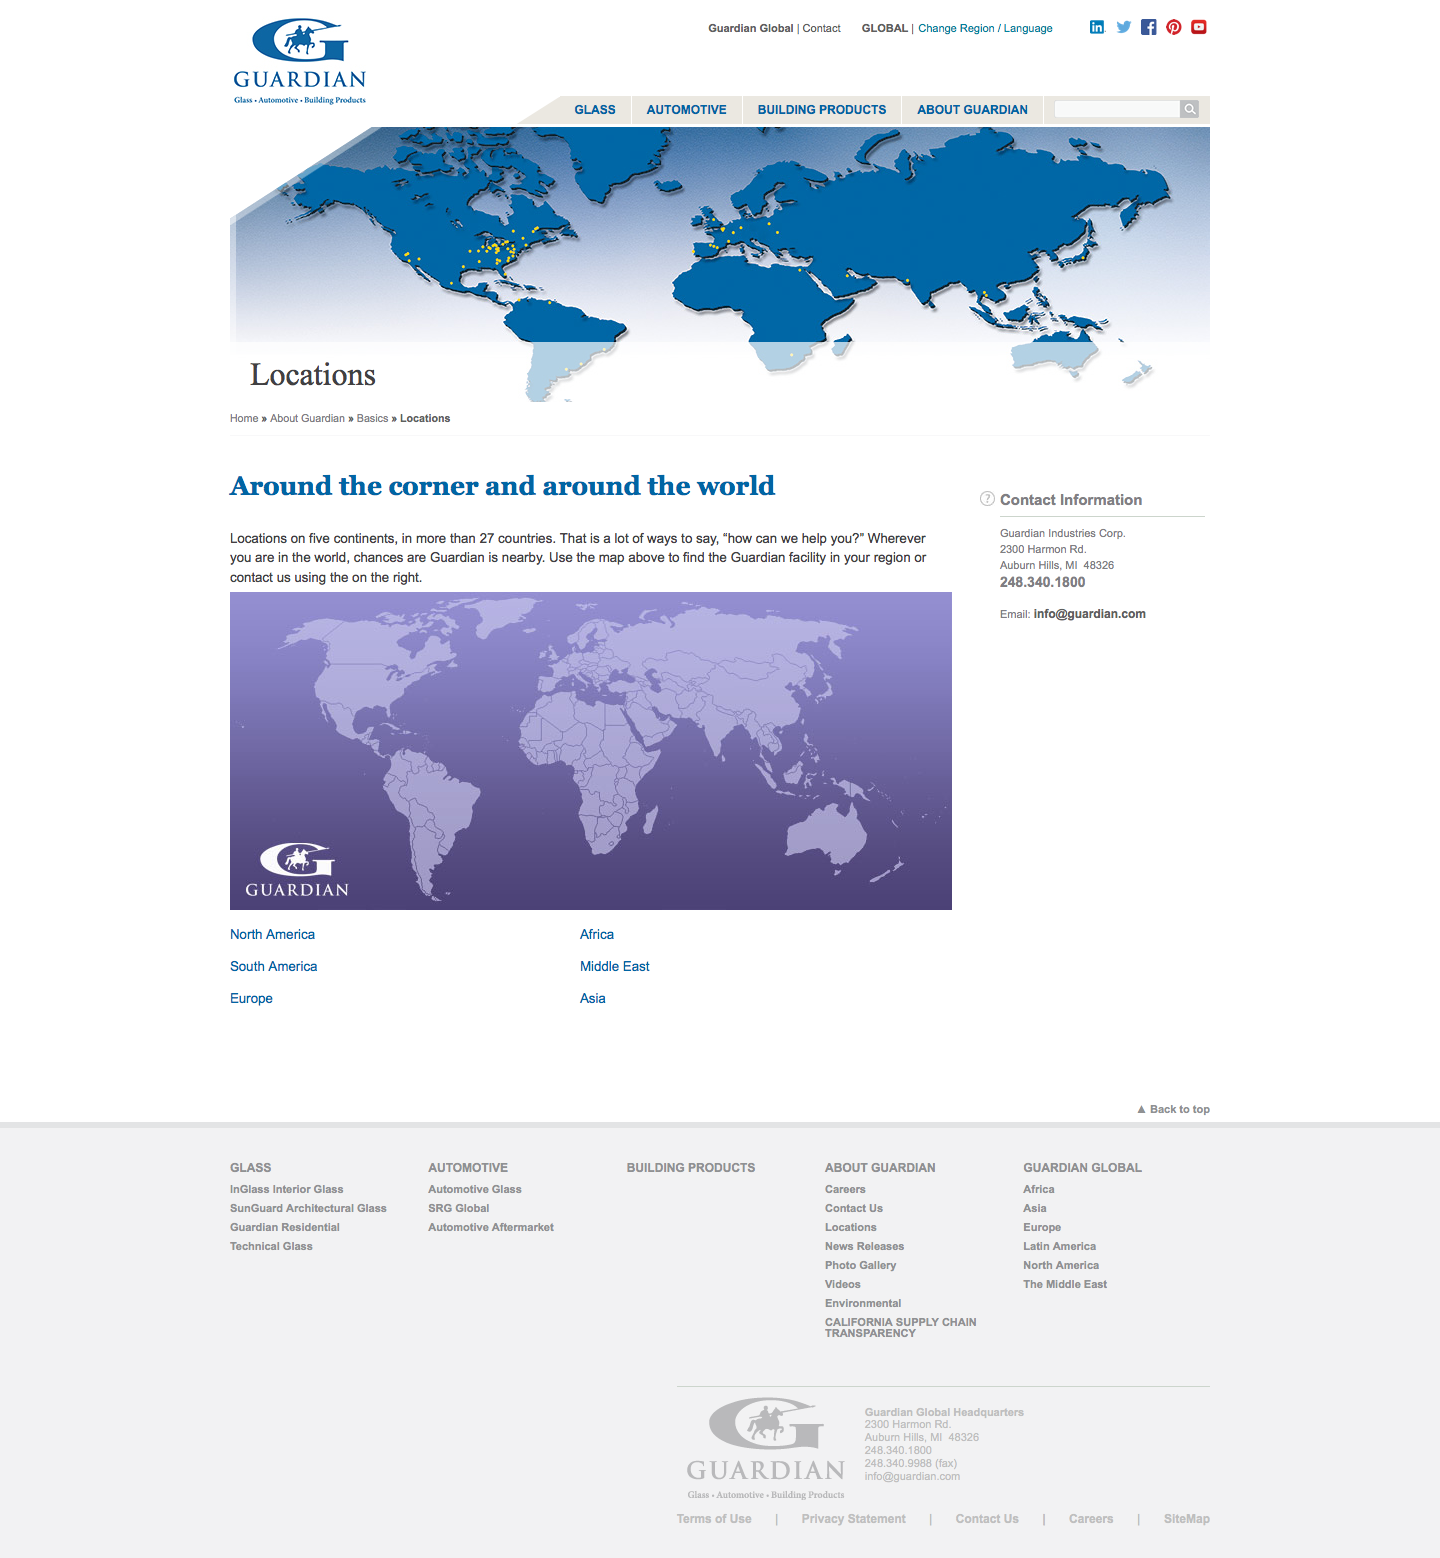 GUARDIAN
Glass • Automotive • Building Products
Guardian Global | Contact
GLOBAL | Change Region / Language
GLASS
AUTOMOTIVE
BUILDING PRODUCTS
ABOUT GUARDIAN
Locations
Home » About Guardian » Basics » Locations
Around the corner and around the world
Locations on five continents, in more than 27 countries. That is a lot of ways to say, “how can we help you?” Wherever
you are in the world, chances are Guardian is nearby. Use the map above to find the Guardian facility in your region or
contact us using the on the right.
GUARDIAN
North America
South America
Europe
Africa
Middle East
Asia
? Contact Information
Guardian Industries Corp.
2300 Harmon Rd.
Auburn Hills, MI 48326
248.340.1800
Email: info@guardian.com
▲ Back to top
GLASS
InGlass Interior Glass
SunGuard Architectural Glass
Guardian Residential
Technical Glass
AUTOMOTIVE
Automotive Glass
SRG Global
Automotive Aftermarket
BUILDING PRODUCTS
ABOUT GUARDIAN
Careers
Contact Us
Locations
News Releases
Photo Gallery
Videos
Environmental
CALIFORNIA SUPPLY CHAIN
TRANSPARENCY
GUARDIAN GLOBAL
Africa
Asia
Europe
Latin America
North America
The Middle East
GUARDIAN
Glass • Automotive • Building Products
Guardian Global Headquarters
2300 Harmon Rd.
Auburn Hills, MI 48326
248.340.1800
248.340.9988 (fax)
info@guardian.com
Terms of Use | Privacy Statement | Contact Us | Careers | SiteMap